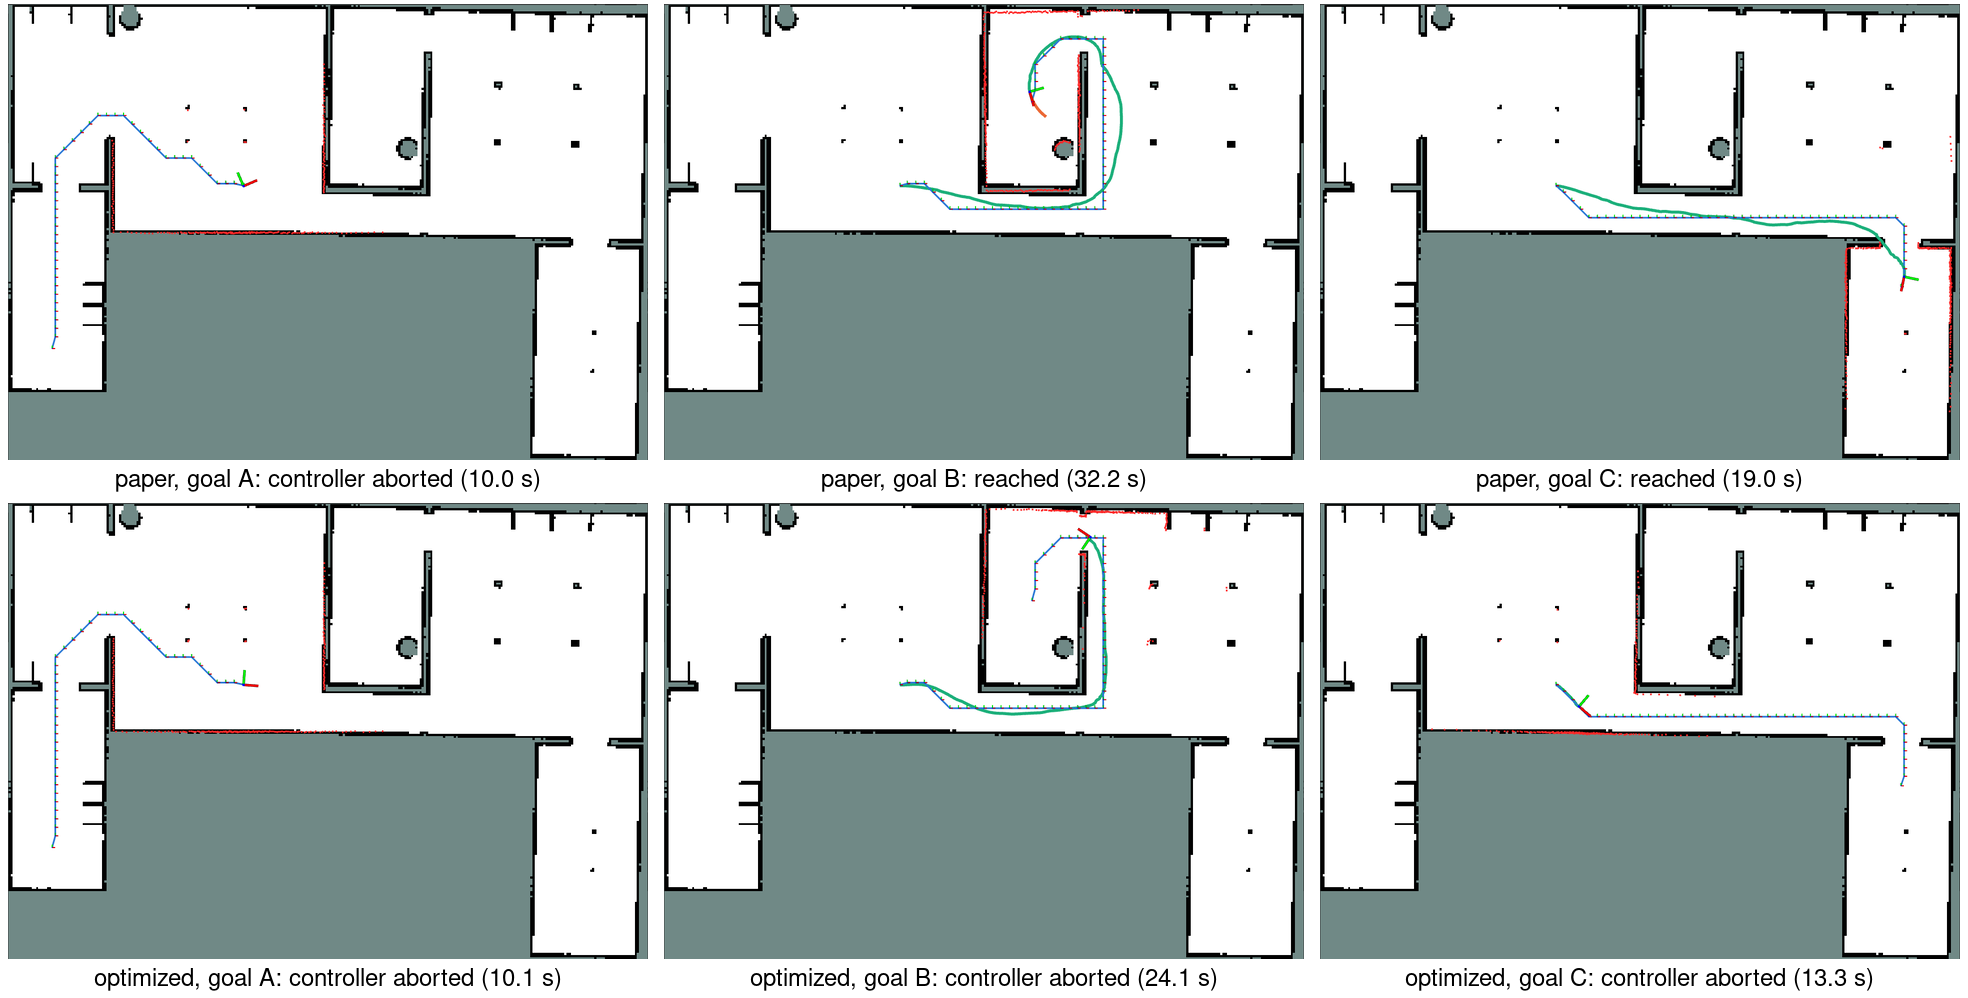 paper, goal A: controller aborted (10.0 s)
paper, goal B: reached (32.2 s)
paper, goal C: reached (19.0 s)
optimized, goal A: controller aborted (10.1 s)
optimized, goal B: controller aborted (24.1 s)
optimized, goal C: controller aborted (13.3 s)